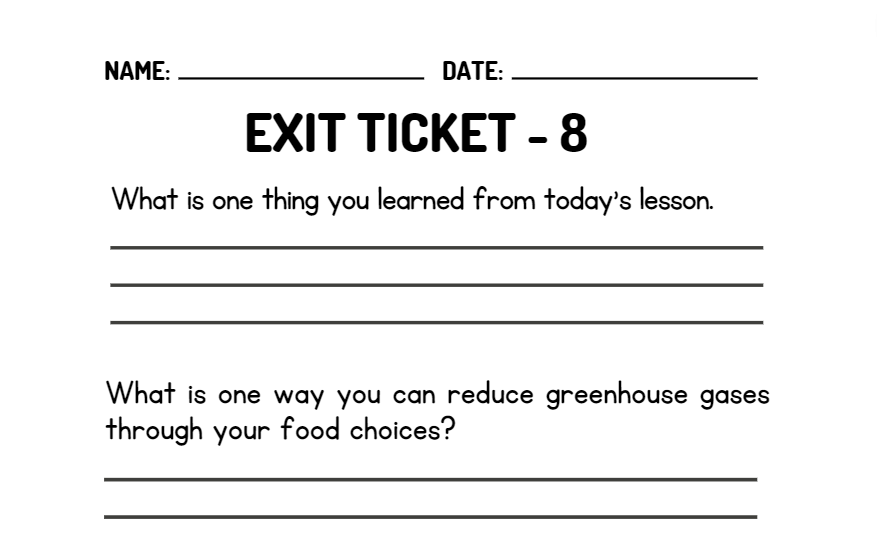 NAME: DATE:
EXIT TICKET - 8
What is one thing you learned from today's lesson.
What is one way you can reduce greenhouse gases
through your food choices?